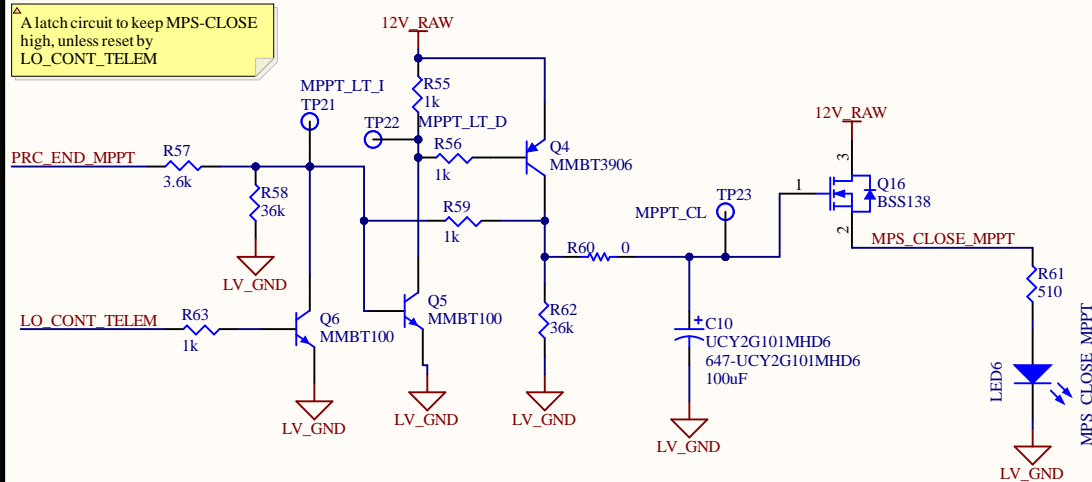 A latch circuit to keep MPS-CLOSE
high, unless reset by
LO_CONT_TELEM
12V_RAW
MPPT_LT_I
TP21
R55
1k
TP22
MPPT_LT_D
R56
1k
Q4
MMBT3906
PRC_END_MPPT
R57
3.6k
R58
36k
LV_GND
R59
1k
12V_RAW
3
1
Q16
BSS138
2
TP23
MPPT_CL
R60
0
MPS_CLOSE_MPPT
R61
510
LO_CONT_TELEM
R63
1k
Q6
MMBT100
LV_GND
Q5
MMBT100
LV_GND
R62
36k
LV_GND
+
C10
UCY2G101MHD6
647-UCY2G101MHD6
100uF
LV_GND
LED6
MPS_CLOSE_MPPT
LV_GND